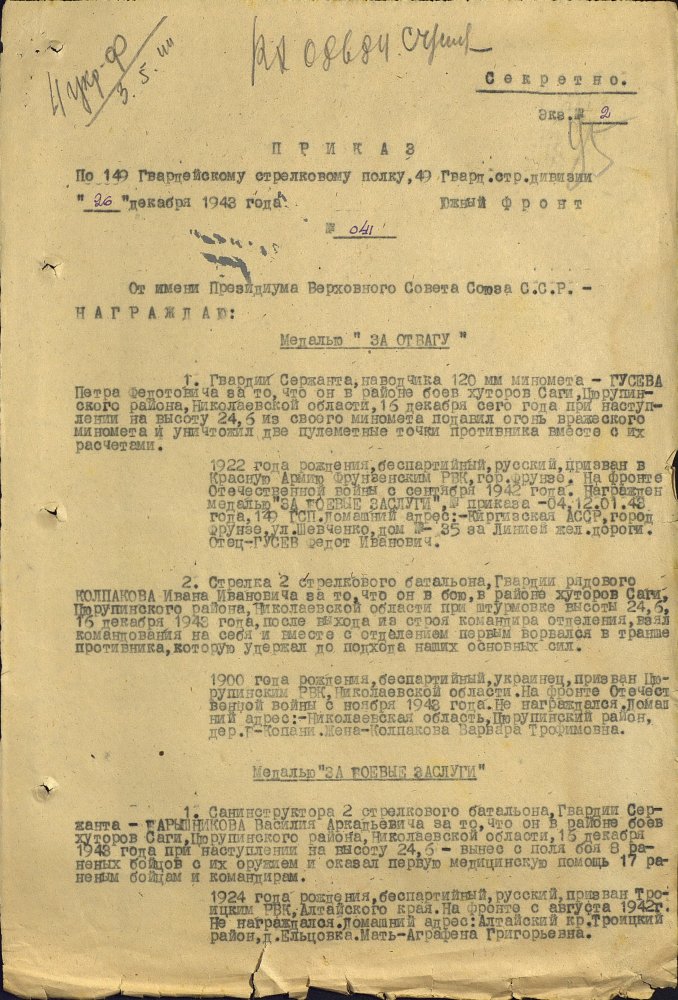 4 укр. Ф
3.5.44
Секретно.
Экз.№ 2
95
ПРИКАЗ
По 149 Гвардейскому стрелковому полку,49 Гвард.стр.дивизии
"26"декабря 1943 года
Южный фронт
№ 041
От имени Президиума Верховного Совета Союза С.С.Р. -
НАГРАЖДАЮ:
Медалью " ЗА ОТВАГУ "
1. Гвардии Сержанта,наводчика 120 мм миномета - ГУСЕВА
Петра Федотовича за то, что он в районе боев хуторов Саги,Цюрупин-
ского района,Николаевской области,16 декабря сего года при наступ-
лении на высоту 24,6 из своего миномета подавил огонь вражеского
миномета и уничтожил две пулеметные точки противника вместе с их
расчетами.
1922 года рождения,беспартийный,русский,призван в
Красную Армию Фрунзенским РВК,гор.Фрунзе. На фронте
Отечественной войны с сентября 1942 года. Награжден
медалью"ЗА БОЕВЫЕ ЗАСЛУГИ",№ приказа -04,12.01.43
года,149 ГСП.Домашний адрес:-Киргизская АССР,город
Фрунзе,ул.Шевченко,дом №- 35 за Линией жел.дороги.
Отец-ГУСЕВ Федот Иванович.
2. Стрелка 2 стрелкового батальона,Гвардии рядового
КОЛПАКОВА Ивана Ивановича за то, что он в бою,в районе хуторов Саги,
Цюрупинского района,Николаевской области при штурмовке высоты 24,6,
16 декабря 1943 года,после выхода из строя командира отделения,взял
командования на себя и вместе с отделением первым ворвался в транше
противника,которую удержал до подхода наших основных сил.
1900 года рождения,беспартийный,украинец,призван Цю-
рупинским РВК,Николаевской области.На фронте Отечест
венной войны с ноября 1943 года.Не награждался.Домаш
ний адрес:-Николаевская область,Цюрупинский район,
дер.Г-Копани.Жена-Колпакова Варвара Трофимовна.
Медалью"ЗА БОЕВЫЕ ЗАСЛУГИ"
1. Санинструктора 2 стрелкового батальона,Гвардии Сер-
жанта - БАРЫШНИКОВА Василия Аркадьевича за то, что он в районе боев
хуторов Саги,Цюрупинского района,Николаевской области,15 декабря
1943 года при наступлении на высоту 24,6 - вынес с поля боя 8 ра-
неных бойцов с их оружием и оказал первую медицинскую помощь 17 ра-
неным бойцам и командирам.
1924 года рождения,беспартийный,русский,призван Тро-
ицким РВК,Алтайского края.На фронте с августа 1942г.
Не награждался.Домашний адрес:Алтайский кр.Троицкий
район,д.Ельцовка.Мать-Аграфена Григорьевна.